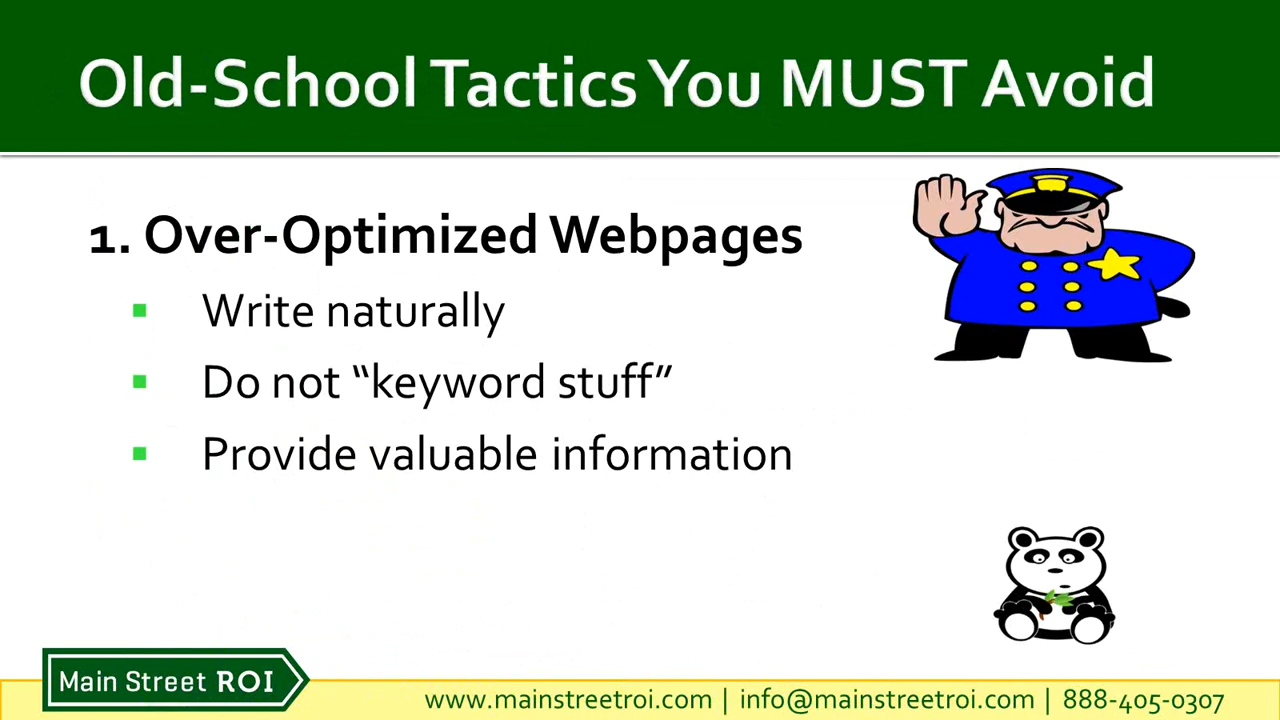 Old-School Tactics You MUST Avoid
1. Over-Optimized Webpages
Write naturally
Do not “keyword stuff”
Provide valuable information
Main Street ROI
www.mainstreetroi.com | info@mainstreetroi.com | 888-405-0307